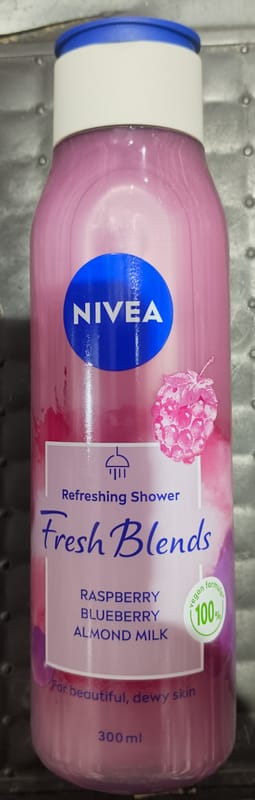 NIVEA
Refreshing Shower
Fresh Blends
RASPBERRY
BLUEBERRY
ALMOND MILK
vegan formula
100%
For beautiful, dewy skin
300 ml